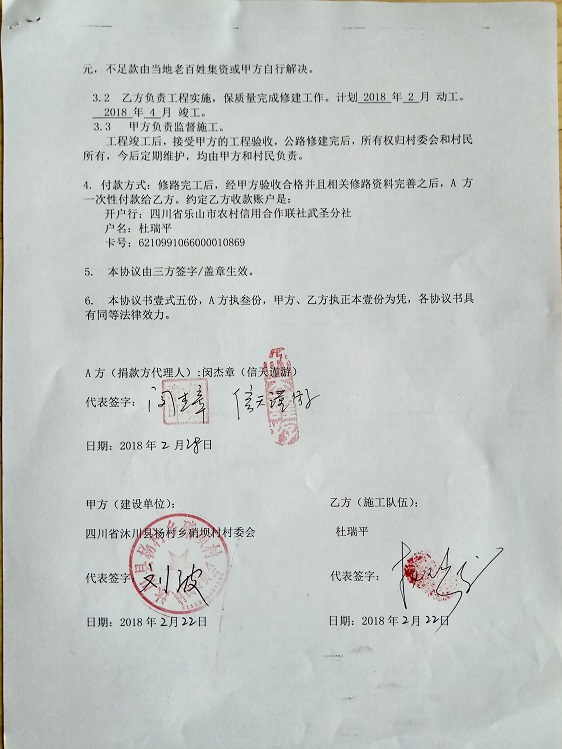 元，不足款由当地老百姓集资或甲方自行解决。
3.2 乙方负责工程实施，保质量完成修建工作。计划 2018 年 2 月 动工。
2018 年 4 月 竣工。
3.3 甲方负责监督施工。
工程竣工后，接受甲方的工程验收，公路修建完后，所有权归村委会和村民
所有，今后定期维护，均由甲方和村民负责。
4. 付款方式：修路完工后，经甲方验收合格并且相关修路资料完善之后，A 方
一次性付款给乙方。约定乙方收款账户是：
开户行：四川省乐山市农村信用合作联社武圣分社
户名：杜瑞平
卡号：6210991066000010869
5. 本协议由三方签字/盖章生效。
6. 本协议书壹式五份，A 方执叁份，甲方、乙方执正本壹份为凭，各协议书具
有同等法律效力。
A 方（捐款方代理人）:闵杰章（信天谨游）
代表签字： 闵杰章 信天谨游
日期：2018 年 2 月 28 日
甲方（建设单位）： 乙方（施工队伍）：
四川省沐川县杨村乡硝坝村村委会 杜瑞平
代表签字： 刘波 代表签字：
日期：2018 年 2 月 22 日 日期：2018 年 2 月 22 日